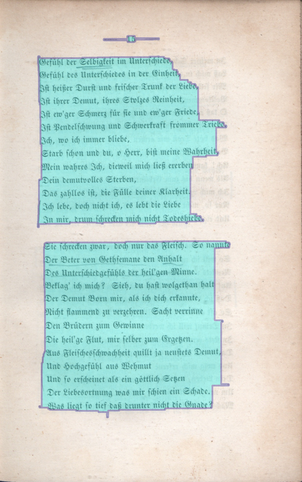 Gefühl der Selbigkeit im Unterschiede,
Gefühl des Unterschiedes in der Einheit,
Ist heißer Durst und frischer Trunk der Liebe,
Ist ihrer Demut, ihres Stolzes Reinheit,
Ist ew'ger Schmerz für sie und ew'ger Friede,
Ist Pendelschwung und Schwerkraft frommer Triebe.
Ich, wo ich immer bliebe,
Starb schon und du, o Herr, bist meine Wahrheit,
Mein wahres Ich, dieweil mich ließ ererben
Dein demutvolles Sterben,
Das zahllos ist, die Fülle deiner Klarheit.
Ich lebe, doch nicht ich, es lebt die Liebe
In mir, drum schrecken mich nicht Todeshiebe.
Sie schrecken zwar, doch nur das Fleisch. So nannte
Der Beter von Gethsemane den Anhalt
Des Unterschiedgefühls der heil'gen Minne.
Beklag' ich mich? Sieh, du hast wolgethan halt
Der Demut Born mir, als ich dich erkannte,
Nicht flammend zu vergehren. Sacht verrinne
Den Brüdern zum Gewinne
Die heil'ge Flut, mir selber zum Ergetzen.
Aus Fleischesschwachheit quillt ja neustets Demut,
Und Hochgefühl aus Wehmut
Und so erscheinet als ein göttlich Setzen
Der Liebesortnung was mir schien ein Schade.
Was liegt so tief daß drunter nicht die Gnade?